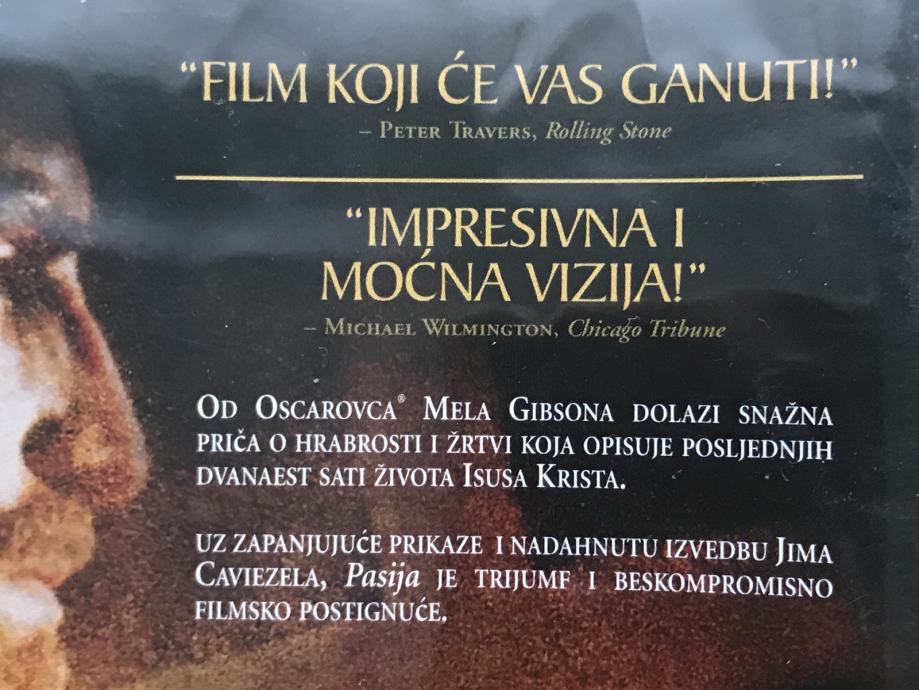 “FILM KOJI ĆE VAS GANUTI!”
– PETER TRAVERS, Rolling Stone
“IMPRESIVNA I
MOĆNA VIZIJA!”
– MICHAEL WILMINGTON, Chicago Tribune
OD OSCAROVCA® MELA GIBSONA DOLAZI SNAŽNA
PRIČA O HRABROSTI I ŽRTVI KOJA OPISUJE POSLJEDNJIH
DVANAEST SATI ŽIVOTA ISUSA KRISTA.
UZ ZAPANJUJUĆE PRIKAZE I NADAHNUTU IZVEDBU JIMA
CAVIEZELA, Pasija JE TRIJUMF I BESKOMPROMISNO
FILMSKO POSTIGNUĆE.